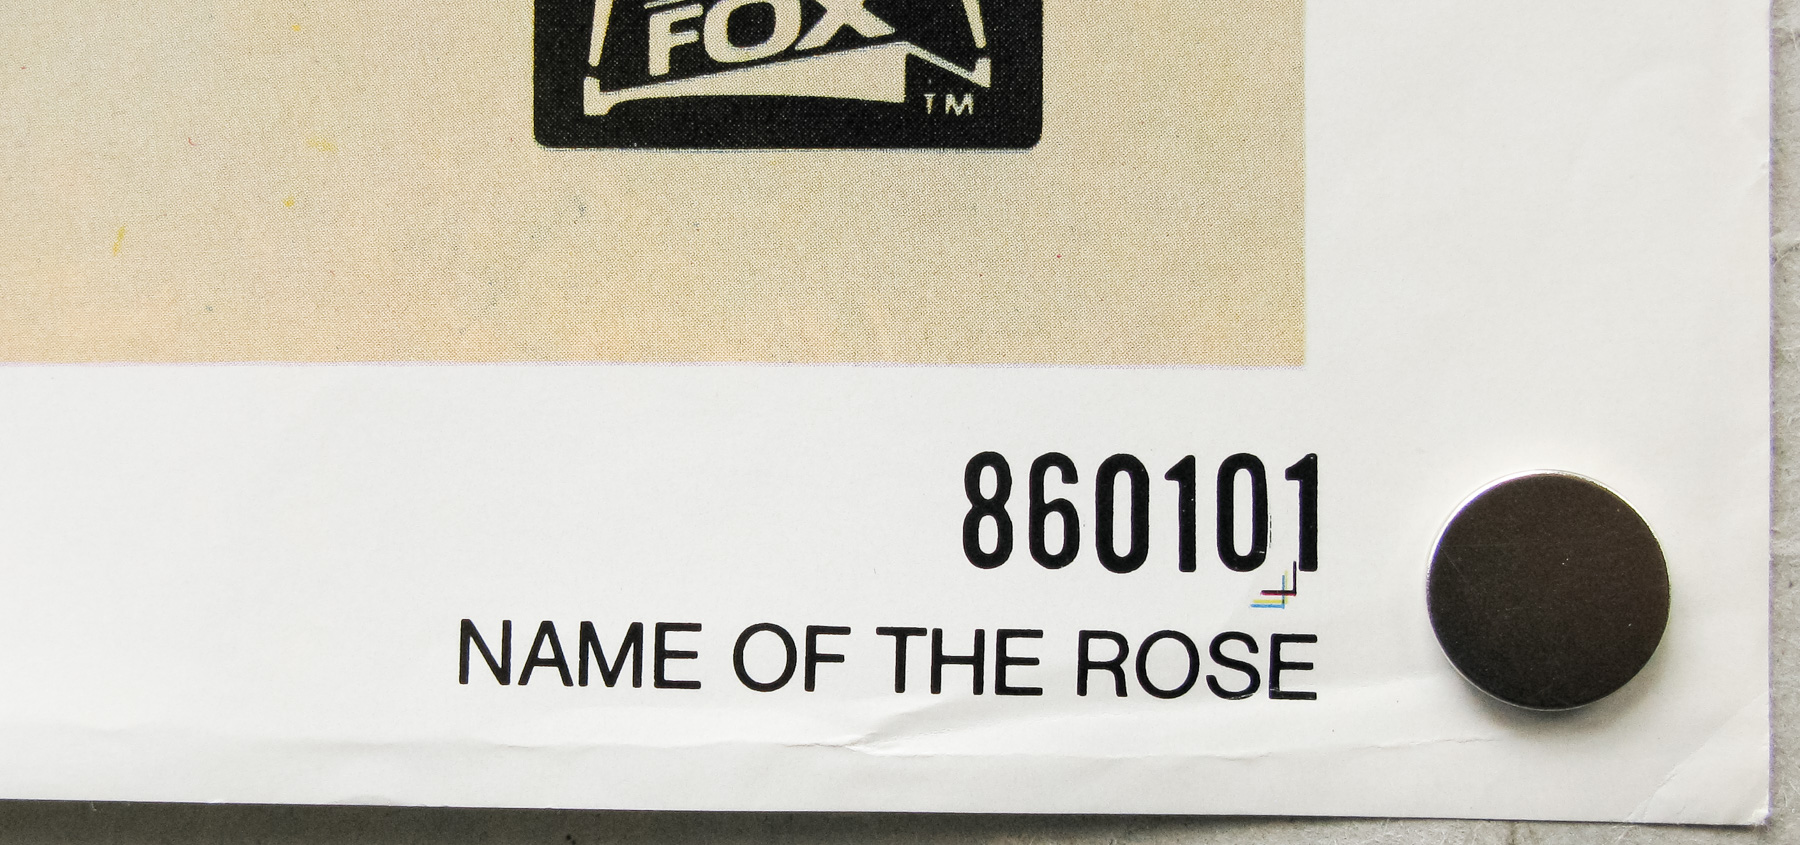 FOX
TM
860101
NAME OF THE ROSE